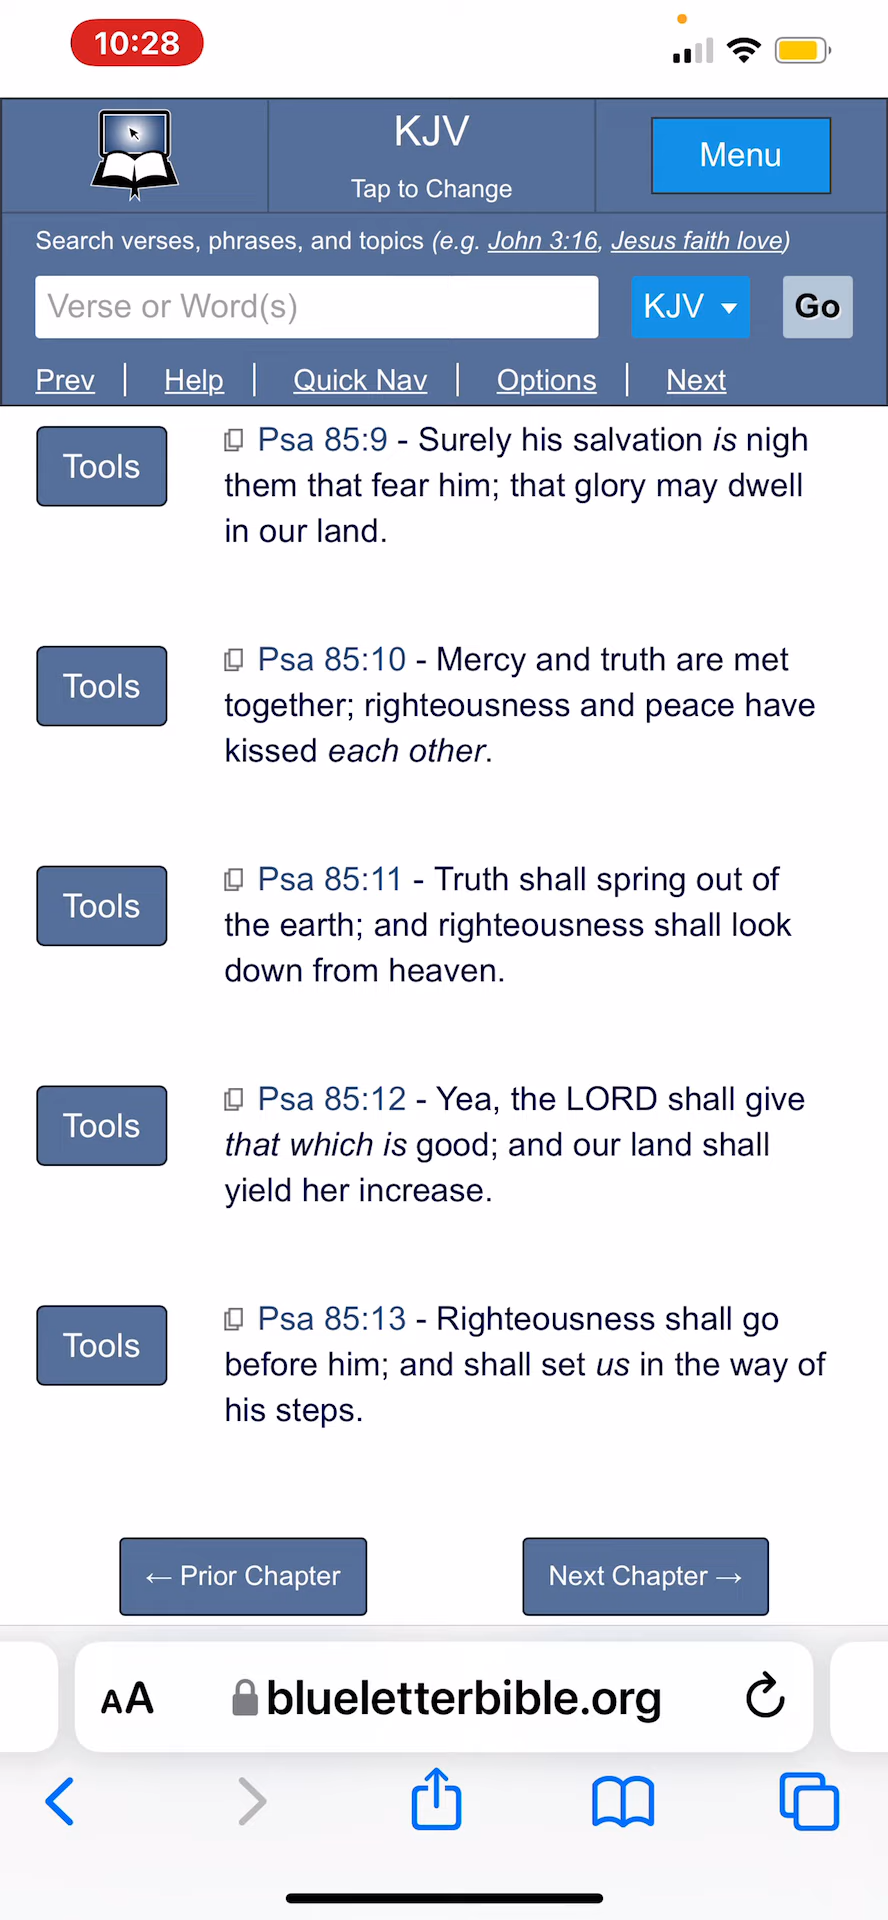 10:28
KJV
Tap to Change
Menu
Search verses, phrases, and topics (e.g. John 3:16, Jesus faith love)
Verse or Word(s)
KJV
Go
Prev | Help | Quick Nav | Options | Next
Tools
Psa 85:9 - Surely his salvation is nigh
them that fear him; that glory may dwell
in our land.
Tools
Psa 85:10 - Mercy and truth are met
together; righteousness and peace have
kissed each other.
Tools
Psa 85:11 - Truth shall spring out of
the earth; and righteousness shall look
down from heaven.
Tools
Psa 85:12 - Yea, the LORD shall give
that which is good; and our land shall
yield her increase.
Tools
Psa 85:13 - Righteousness shall go
before him; and shall set us in the way of
his steps.
← Prior Chapter
Next Chapter →
AA
blueletterbible.org